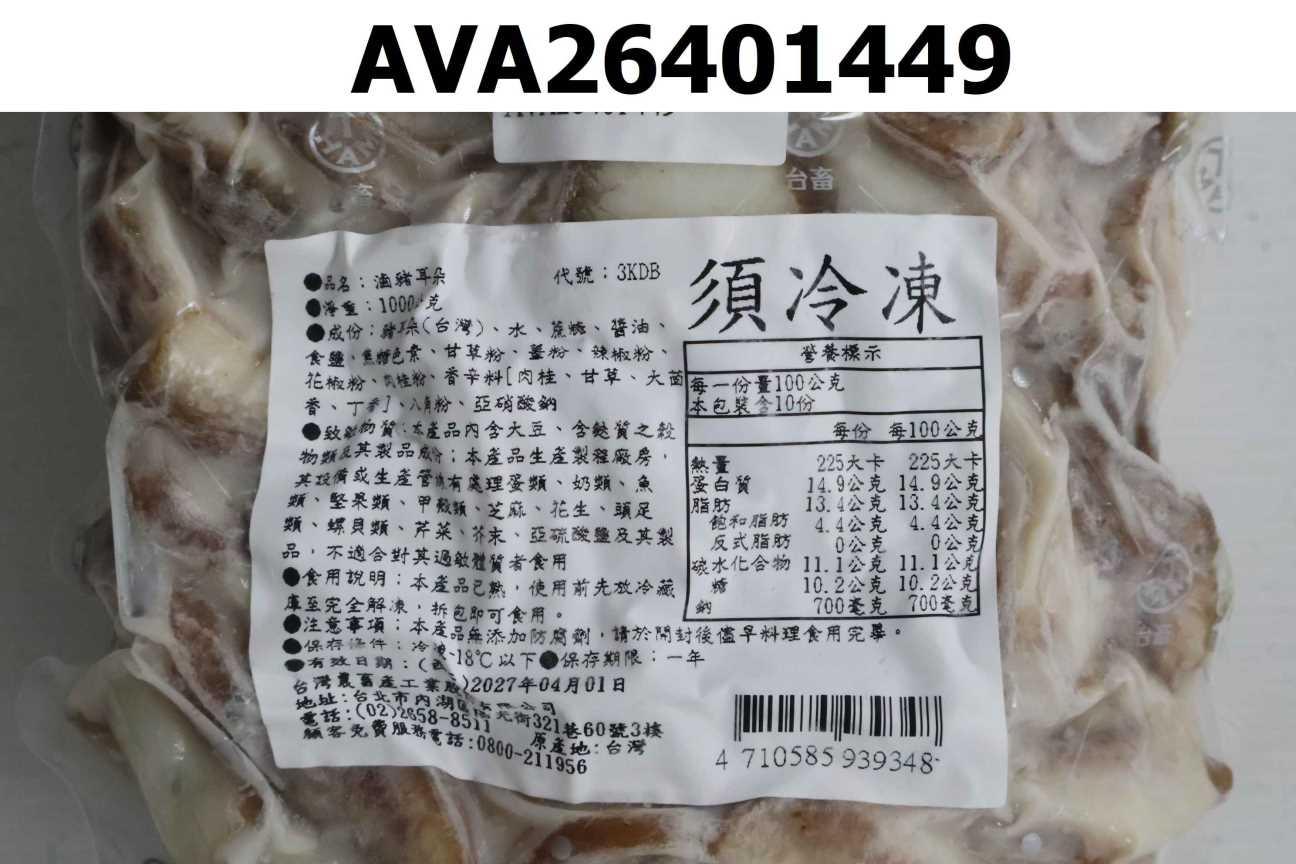 AVA26401449
台畜
●品名：滷豬耳朵 代號：3KDB
●淨重：1000公克
須冷凍
●成份：豬耳朵(台灣)、水、蔗糖、醬油、
食鹽、焦糖色素、甘草粉、薑粉、辣椒粉、
花椒粉、肉桂粉、香辛料[肉桂、甘草、大茴
香、丁香]、八角粉、亞硝酸鈉
●致敏物質：本產品內含大豆、含麩質之穀
物類及其製品成份；本產品生產製程廠房，
其設備或生產管線有處理蛋類、奶類、魚
類、堅果類、甲殼類、芝麻、花生、頭足
類、螺貝類、芹菜、芥末、亞硫酸鹽及其製
品，不適合對其過敏體質者食用
●食用說明：本產品已熟，使用前先放冷藏
庫至完全解凍，拆包即可食用。
●注意事項：本產品無添加防腐劑，請於開封後儘早料理食用完畢。
●保存條件：冷凍-18℃以下●保存期限：一年
●有效日期：(西 )2027年04月01日
台灣農畜產工業股 有限公司
地址：台北市內湖區 光街321巷60號3樓
電話：(02)2658-8511 原產地：台灣
顧客免費服務電話：0800-211956
營養標示
每一份量100公克
本包裝含10份
每份 每100公克
熱量 225大卡 225大卡
蛋白質 14.9公克 14.9公克
脂肪 13.4公克 13.4公克
飽和脂肪 4.4公克 4.4公克
反式脂肪 0公克 0公克
碳水化合物 11.1公克 11.1公克
糖 10.2公克 10.2公克
鈉 700毫克 700毫克
4 710585 939348
台畜